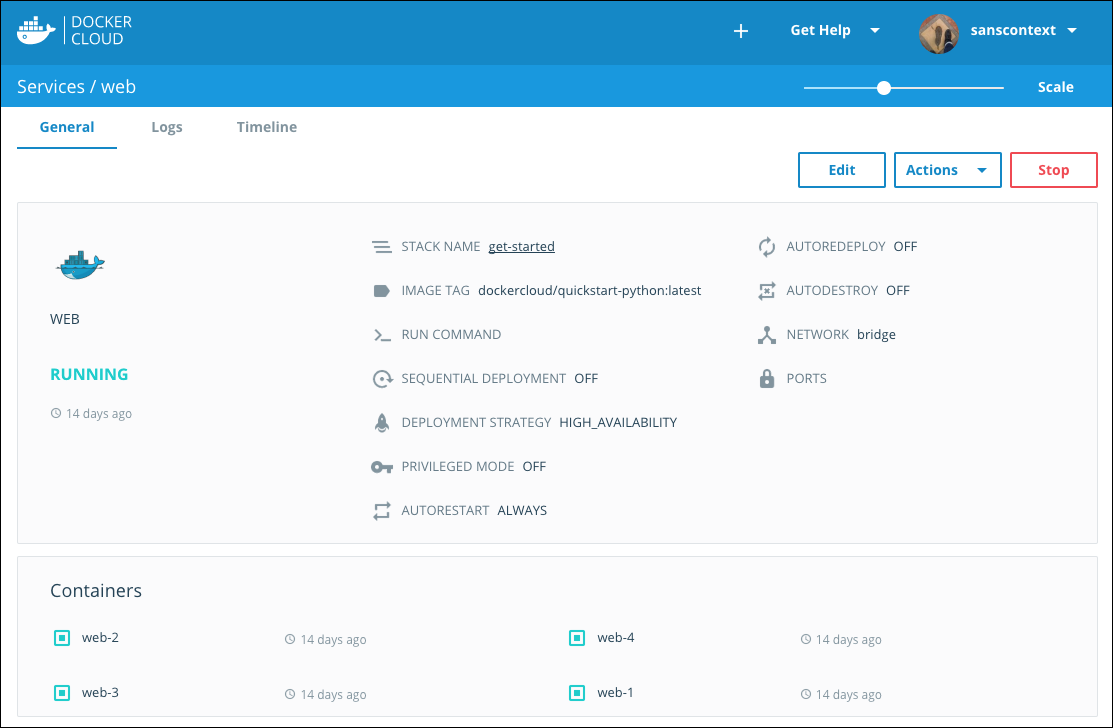 DOCKER
CLOUD
+ Get Help sanscontext
Services / web
Scale
General Logs Timeline
Edit Actions Stop
WEB
RUNNING
14 days ago
STACK NAME get-started
IMAGE TAG dockercloud/quickstart-python:latest
RUN COMMAND
SEQUENTIAL DEPLOYMENT OFF
DEPLOYMENT STRATEGY HIGH_AVAILABILITY
PRIVILEGED MODE OFF
AUTORESTART ALWAYS
AUTOREDEPLOY OFF
AUTODESTROY OFF
NETWORK bridge
PORTS
Containers
web-2 14 days ago web-4 14 days ago
web-3 14 days ago web-1 14 days ago